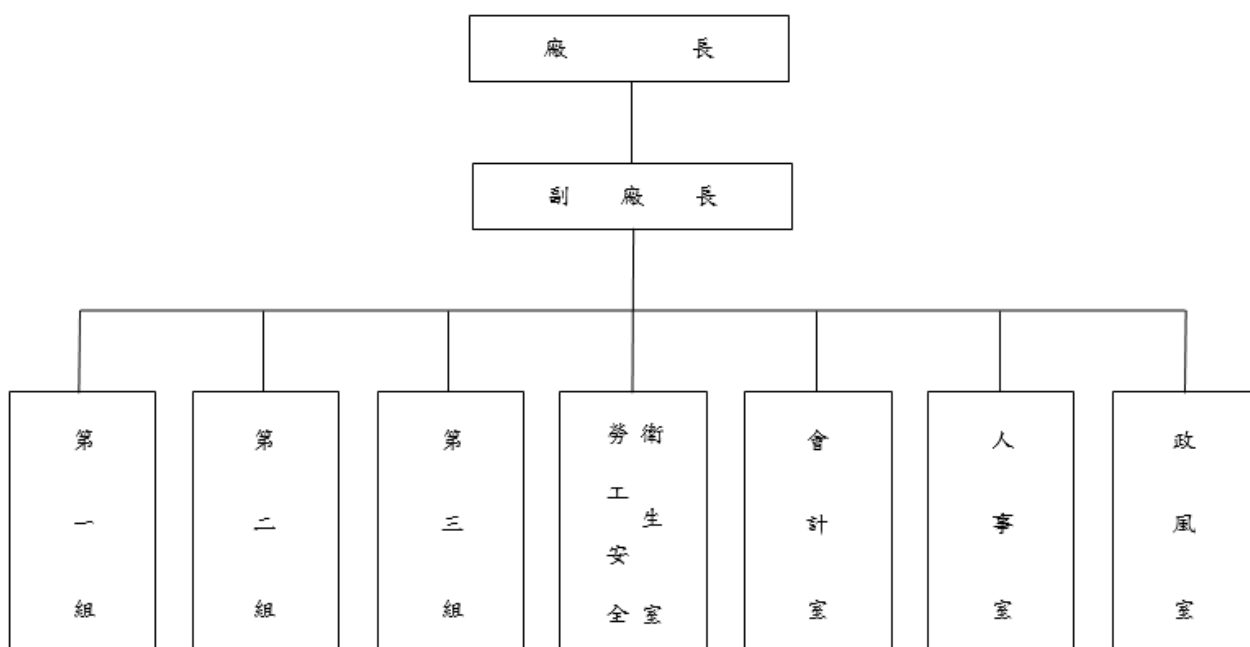 廠長
副廠長
第一組
第二組
第三組
勞工安全
衛生室
會計室
人事室
政風室